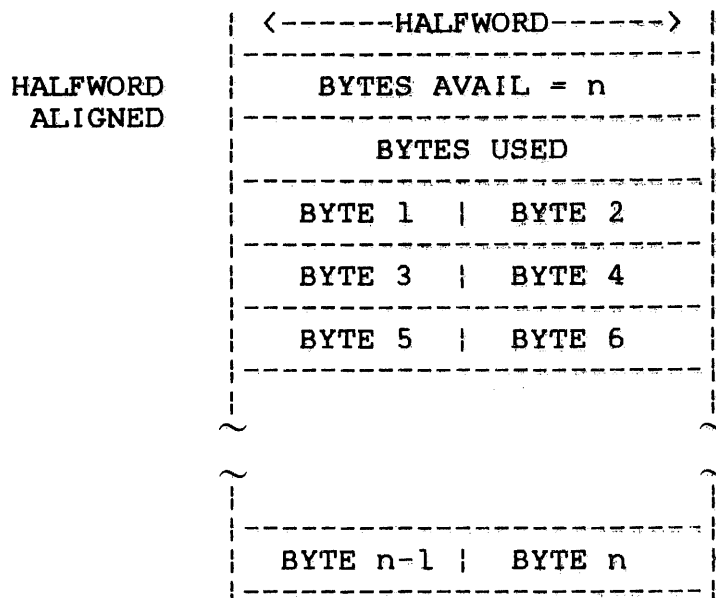 <------HALFWORD------>
HALFWORD
BYTES AVAIL = n
ALIGNED
BYTES USED
BYTE 1 | BYTE 2
BYTE 3 | BYTE 4
BYTE 5 | BYTE 6
BYTE n-1 | BYTE n